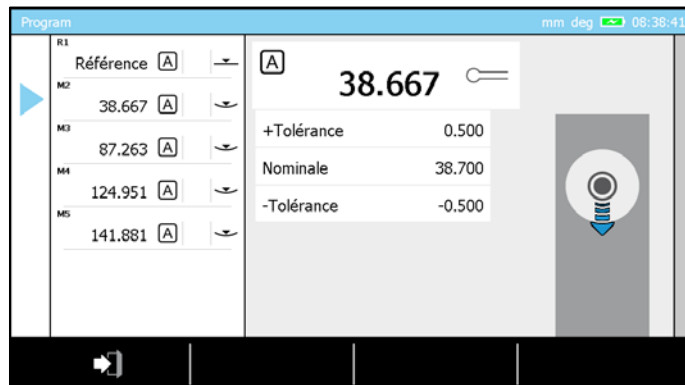 Program
mm deg 08:38:41
R1
Référence A
M2
38.667 A
M3
87.263 A
M4
124.951 A
M5
141.881 A
A
38.667
+Tolérance 0.500
Nominale 38.700
-Tolérance -0.500